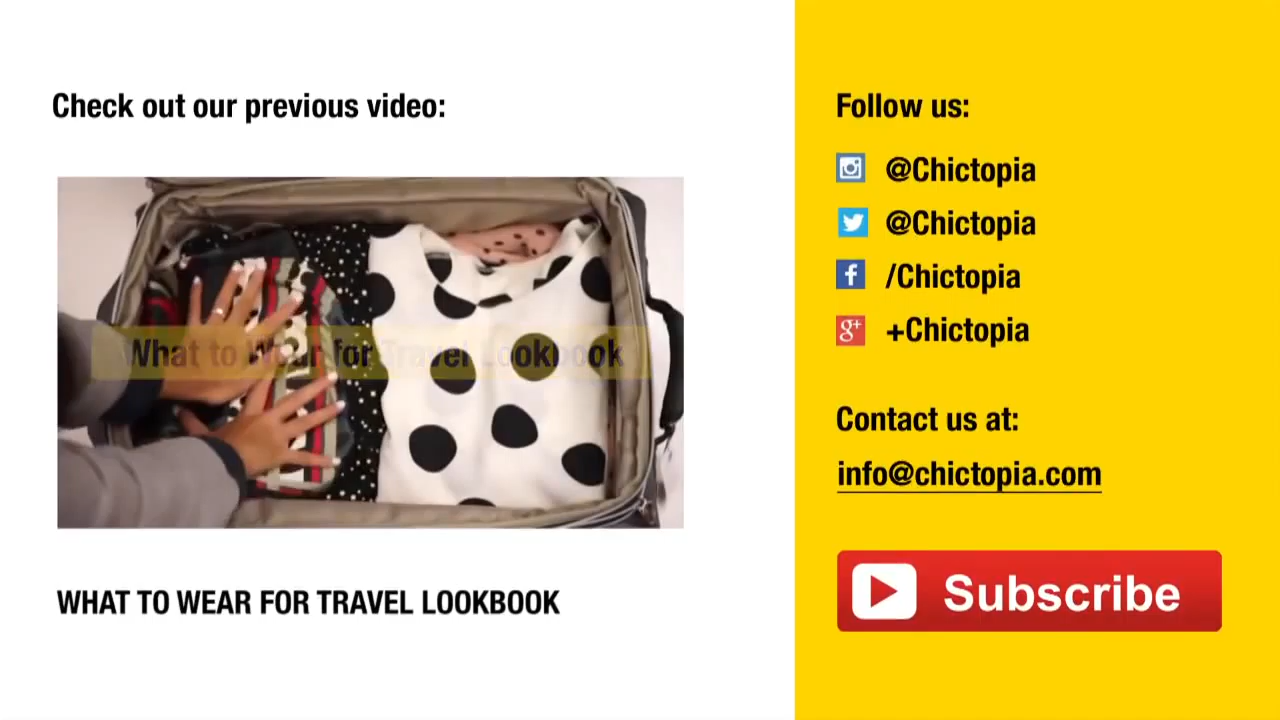 Check out our previous video:
What to Wear for Travel Lookbook
WHAT TO WEAR FOR TRAVEL LOOKBOOK
Follow us:
@Chictopia
@Chictopia
/Chictopia
+Chictopia
Contact us at:
info@chictopia.com
Subscribe